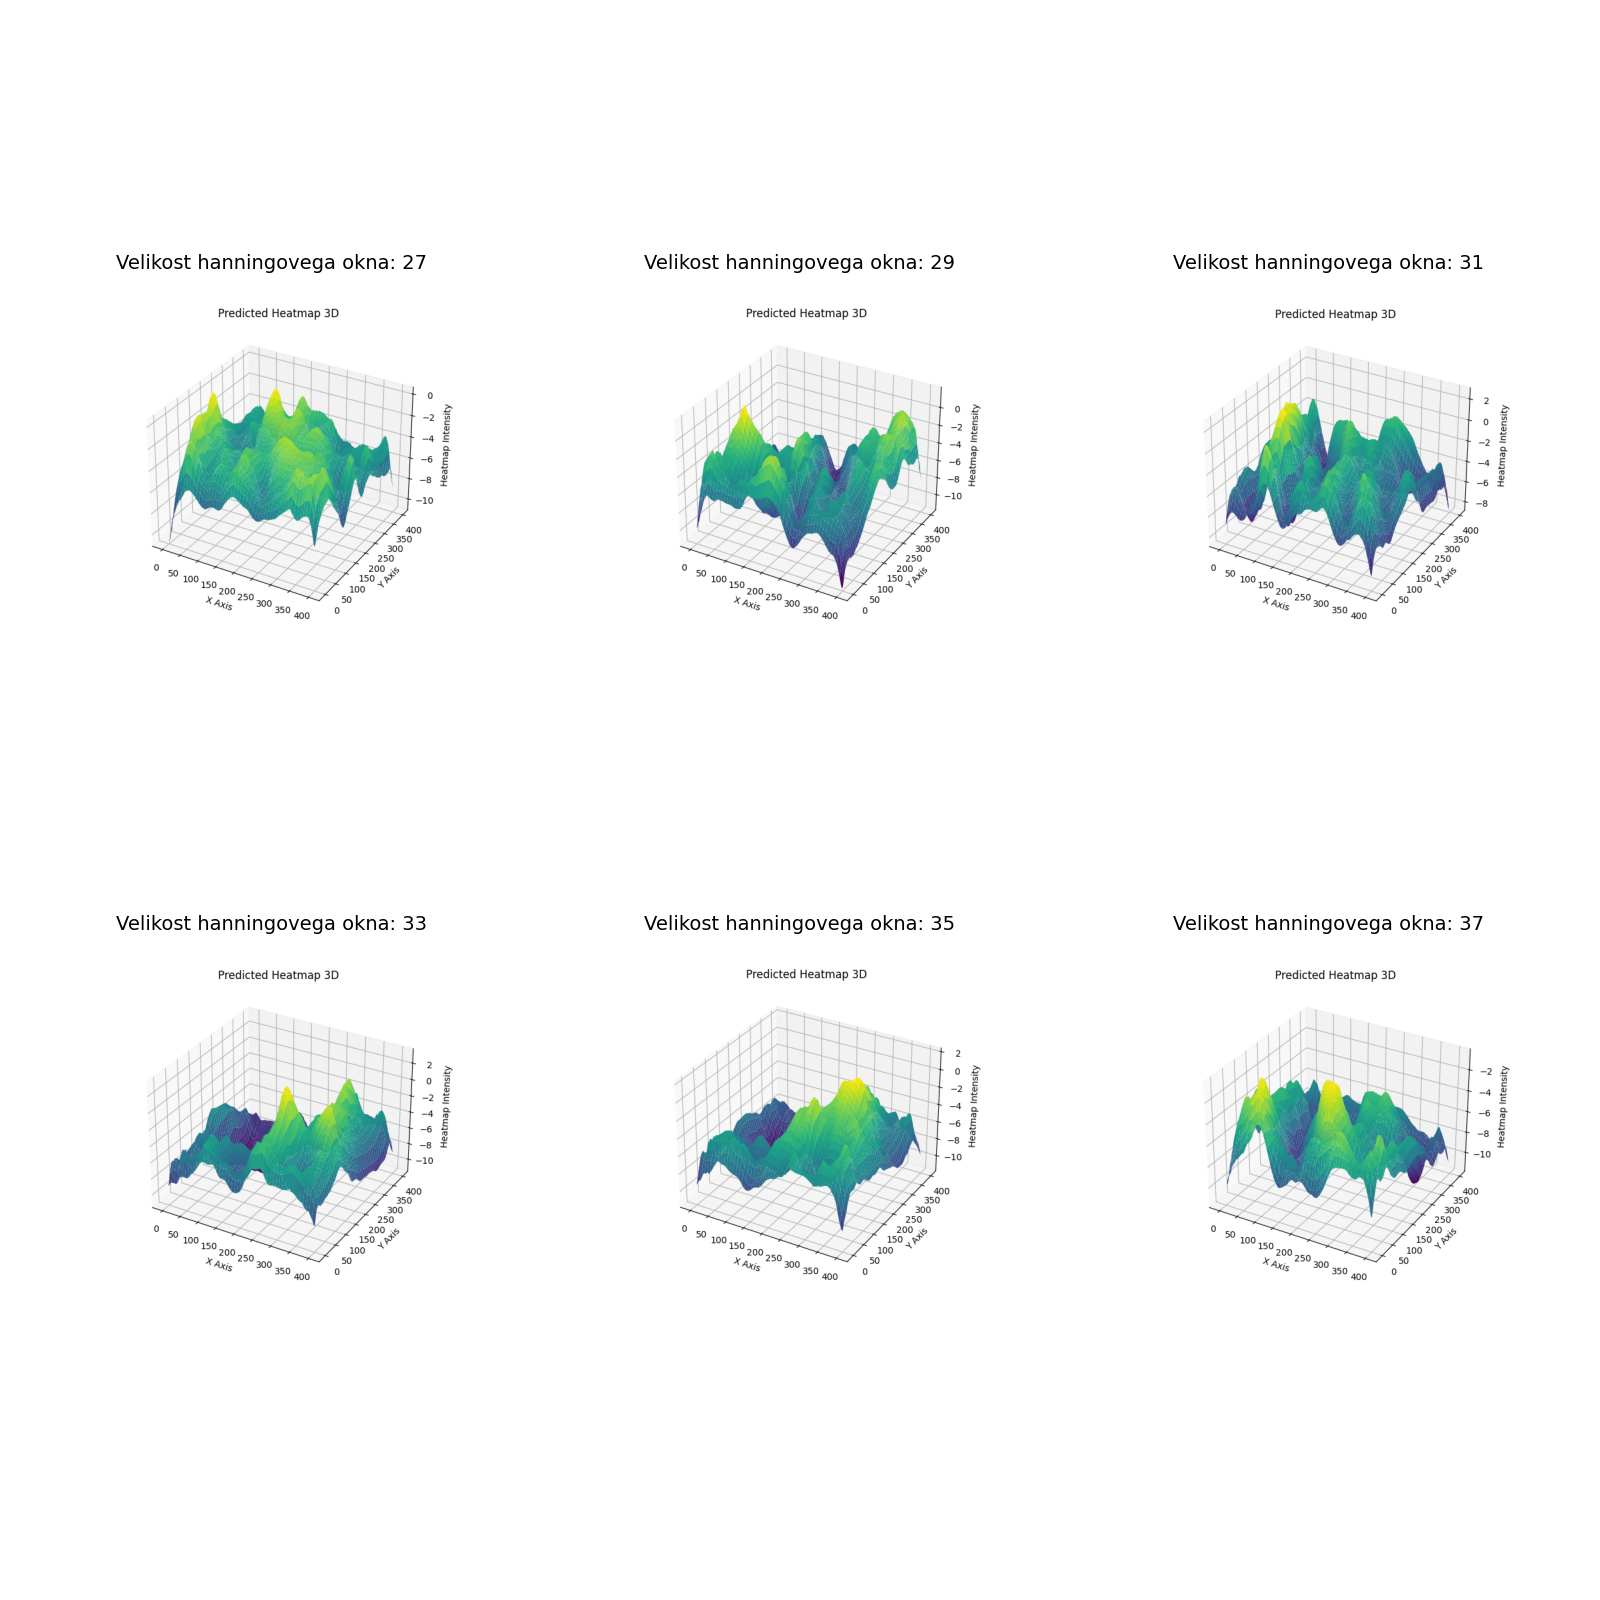 Velikost hanningovega okna: 27
Velikost hanningovega okna: 29
Velikost hanningovega okna: 31
Predicted Heatmap 3D
Predicted Heatmap 3D
Predicted Heatmap 3D
0
−2
−4
−6
−8
−10
Heatmap Intensity
0 50 100 150 200 250 300 350 400
X Axis
0 50 100 150 200 250 300 350 400
Y Axis
0
−2
−4
−6
−8
−10
Heatmap Intensity
0 50 100 150 200 250 300 350 400
X Axis
0 50 100 150 200 250 300 350 400
Y Axis
2
0
−2
−4
−6
−8
Heatmap Intensity
0 50 100 150 200 250 300 350 400
X Axis
0 50 100 150 200 250 300 350 400
Y Axis
Velikost hanningovega okna: 33
Velikost hanningovega okna: 35
Velikost hanningovega okna: 37
Predicted Heatmap 3D
Predicted Heatmap 3D
Predicted Heatmap 3D
2
0
−2
−4
−6
−8
−10
Heatmap Intensity
0 50 100 150 200 250 300 350 400
X Axis
0 50 100 150 200 250 300 350 400
Y Axis
2
0
−2
−4
−6
−8
−10
Heatmap Intensity
0 50 100 150 200 250 300 350 400
X Axis
0 50 100 150 200 250 300 350 400
Y Axis
−2
−4
−6
−8
−10
Heatmap Intensity
0 50 100 150 200 250 300 350 400
X Axis
0 50 100 150 200 250 300 350 400
Y Axis